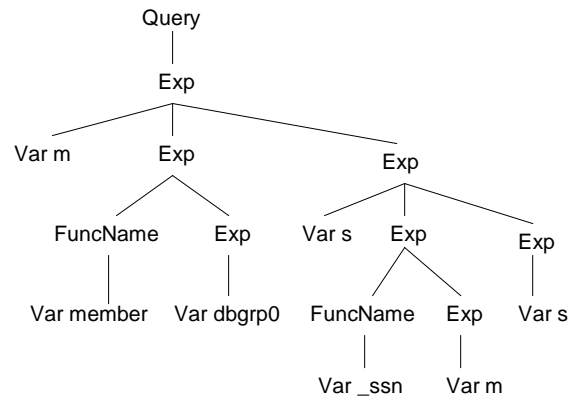 Query
Exp
Var m Exp Exp
FuncName Exp Var s Exp Exp
Var member Var dbgrp0 FuncName Exp Var s
Var _ssn Var m